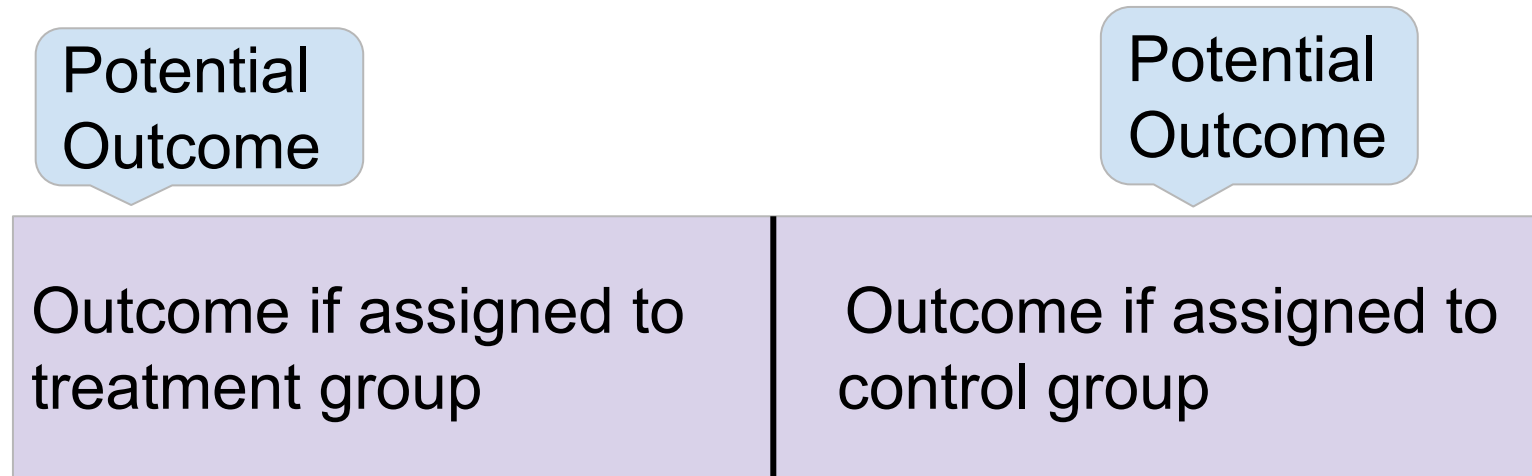 Potential
Outcome
Potential
Outcome
Outcome if assigned to
treatment group
Outcome if assigned to
control group